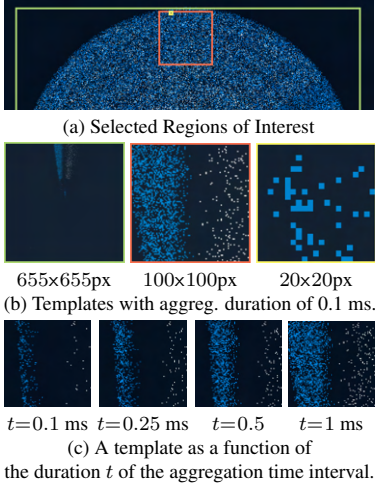 (a) Selected Regions of Interest
655×655px 100×100px 20×20px
(b) Templates with aggreg. duration of 0.1 ms.
t=0.1 ms t=0.25 ms t=0.5 t=1 ms
(c) A template as a function of
the duration t of the aggregation time interval.